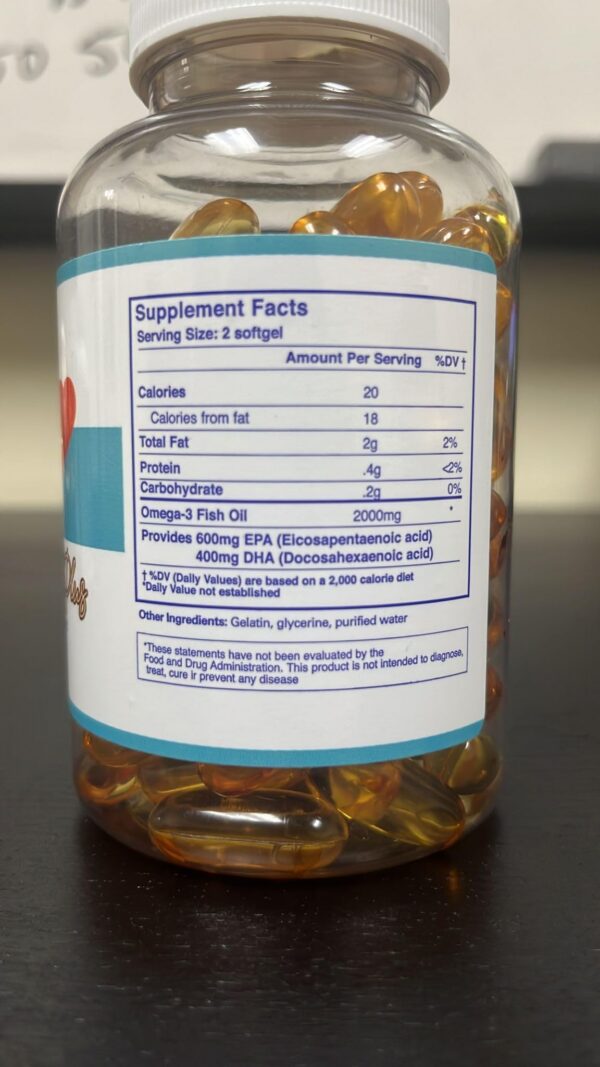 Supplement Facts
Serving Size: 2 softgel
Amount Per Serving %DV †
Calories 20
Calories from fat 18
Total Fat 2g 2%
Protein .4g <2%
Carbohydrate .2g 0%
Omega-3 Fish Oil 2000mg *
Provides 600mg EPA (Eicosapentaenoic acid)
400mg DHA (Docosahexaenoic acid)
† %DV (Daily Values) are based on a 2,000 calorie diet
*Daily Value not established
Other Ingredients: Gelatin, glycerine, purified water
*These statements have not been evaluated by the
Food and Drug Administration. This product is not intended to diagnose,
treat, cure ir prevent any disease